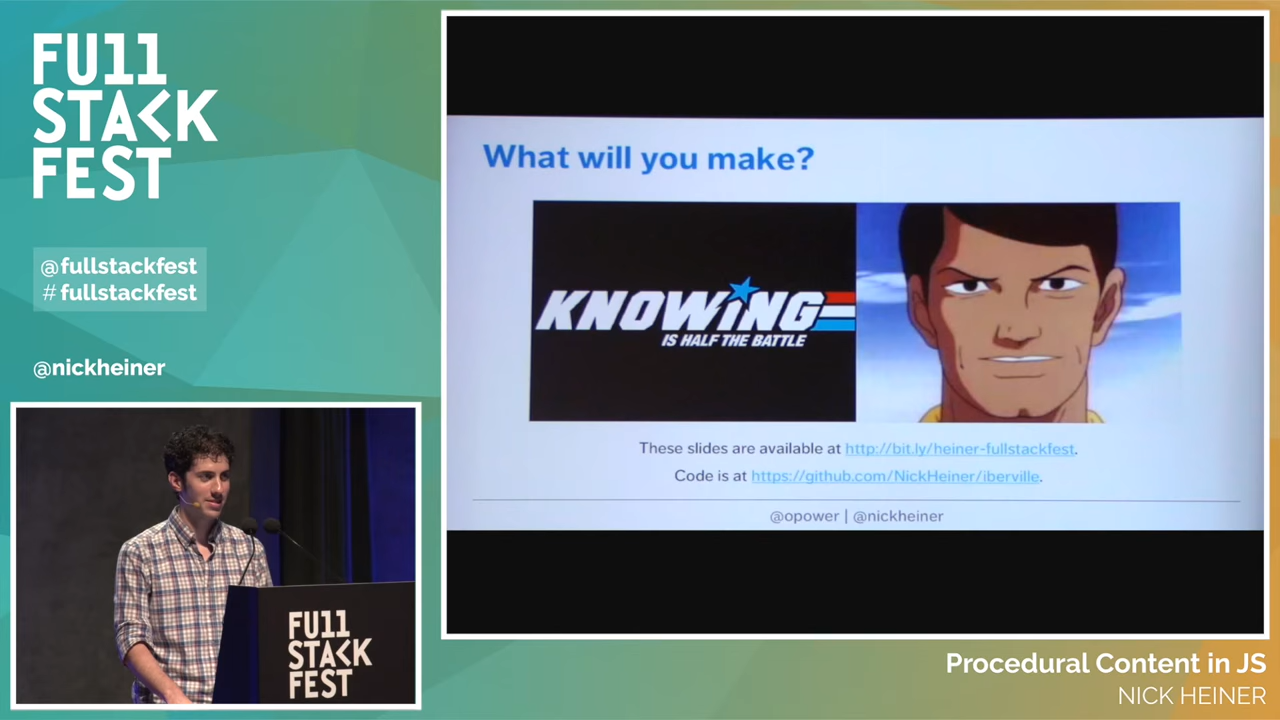 FU11
STACK
FEST
@fullstackfest
# fullstackfest
@nickheiner
FU11
STACK
FEST
What will you make?
KNOWING
IS HALF THE BATTLE
These slides are available at http://bit.ly/heiner-fullstackfest.
Code is at https://github.com/NickHeiner/iberville.
@opower | @nickheiner
Procedural Content in JS
NICK HEINER